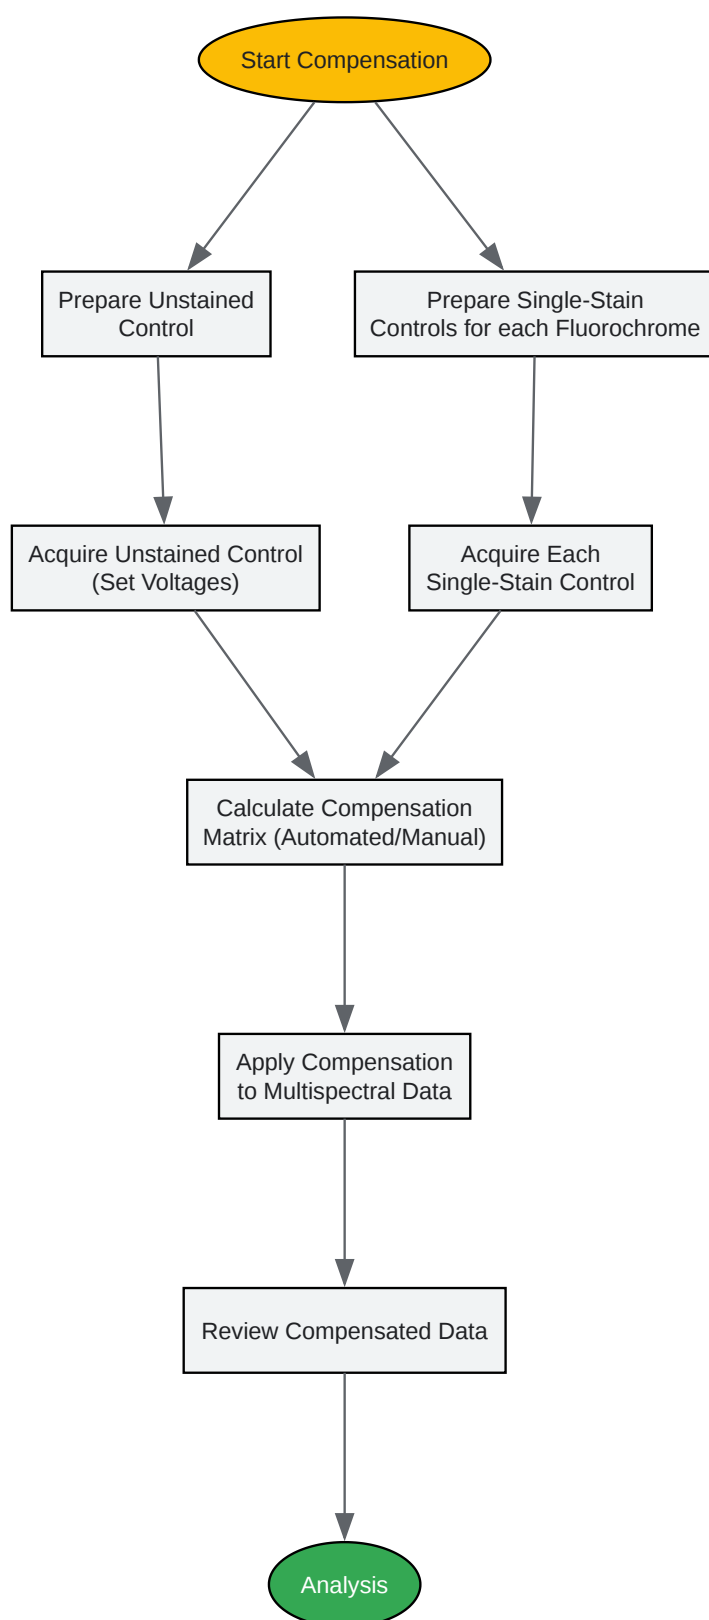 Start Compensation
Prepare Unstained
Control
Prepare Single-Stain
Controls for each Fluorochrome
Acquire Unstained Control
(Set Voltages)
Acquire Each
Single-Stain Control
Calculate Compensation
Matrix (Automated/Manual)
Apply Compensation
to Multispectral Data
Review Compensated Data
Analysis